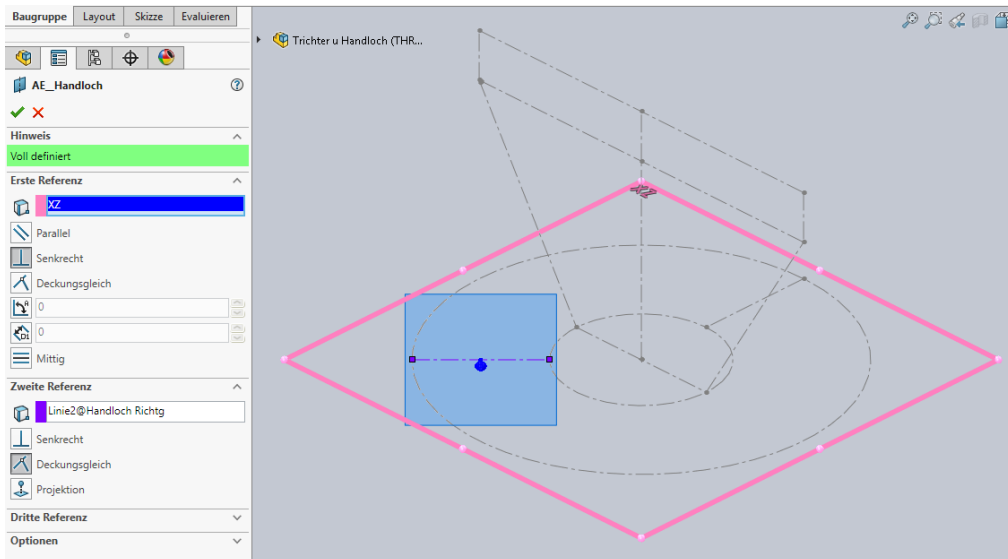 Baugruppe Layout Skizze Evaluieren
Trichter u Handloch (THR...
AE_Handloch
Hinweis
Voll definiert
Erste Referenz
XZ
Parallel
Senkrecht
Deckungsgleich
0
0
Mittig
Zweite Referenz
Linie2@Handloch Richtg
Senkrecht
Deckungsgleich
Projektion
Dritte Referenz
Optionen